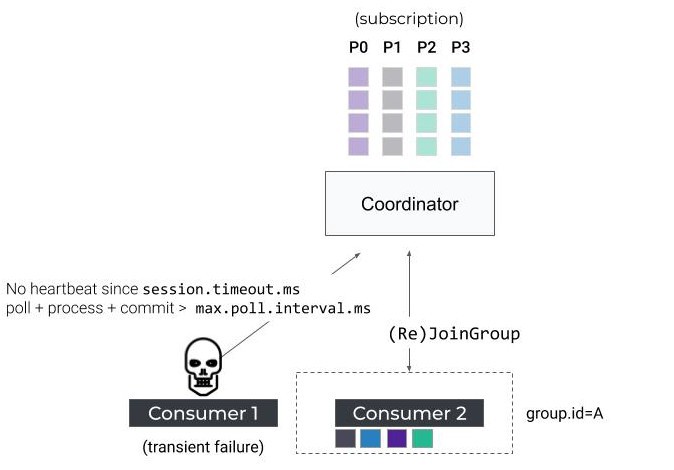 (subscription)
P0 P1 P2 P3
Coordinator
No heartbeat since session.timeout.ms
poll + process + commit > max.poll.interval.ms
(Re)JoinGroup
Consumer 1
Consumer 2
group.id=A
(transient failure)